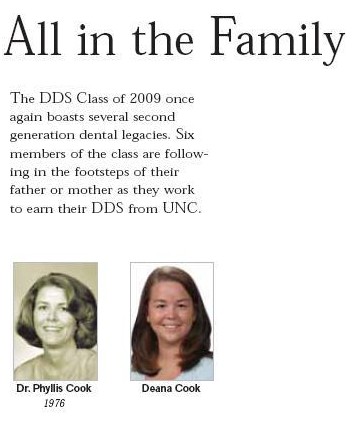 All in the Family
The DDS Class of 2009 once
again boasts several second
generation dental legacies. Six
members of the class are follow-
ing in the footsteps of their
father or mother as they work
to earn their DDS from UNC.
Dr. Phyllis Cook
1976
Deana Cook